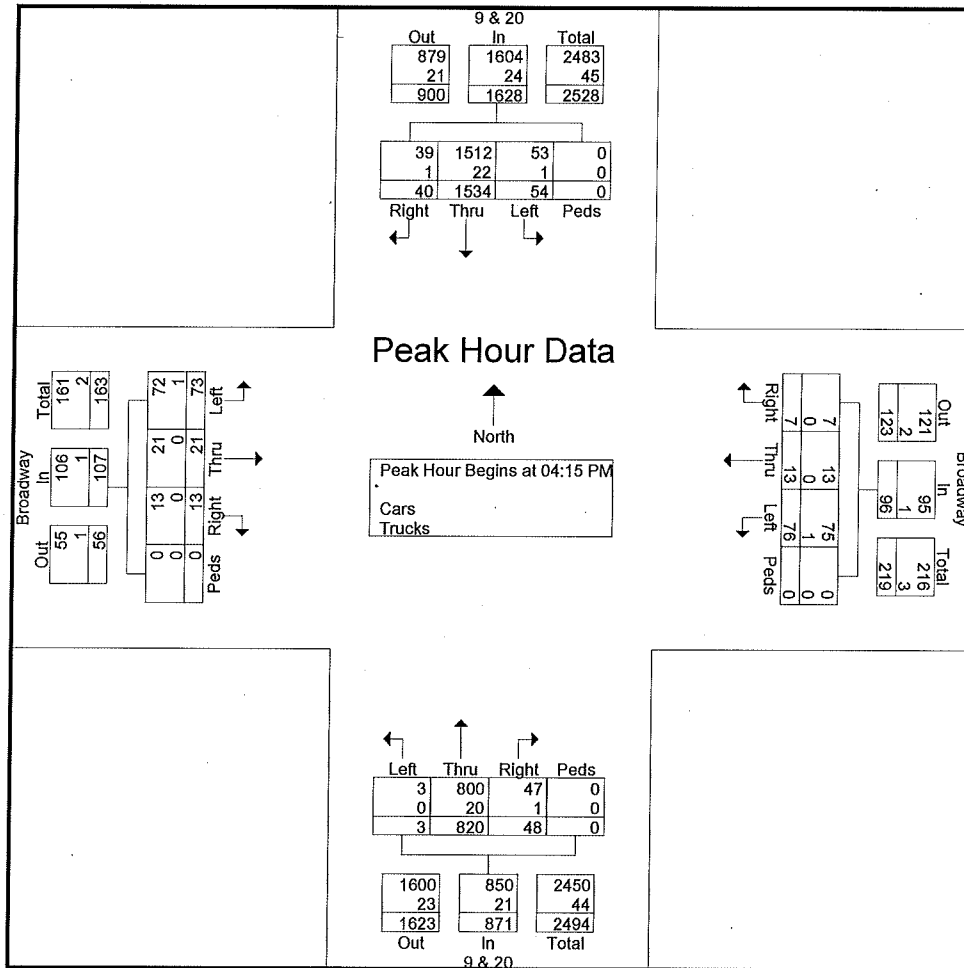 9 & 20
Out In Total
879 1604 2483
21 24 45
900 1628 2528
39 1512 53 0
1 22 1 0
40 1534 54 0
Right Thru Left Peds
Peak Hour Data
North
Peak Hour Begins at 04:15 PM
Cars
Trucks
Broadway
Out In Total
55 106 161
1 1 2
56 107 163
0 13 21 72
0 0 0 1
0 13 21 73
Peds Right Thru Left
Broadway
Out In Total
121 95 216
2 1 3
123 96 219
7 13 75 0
0 0 1 0
7 13 76 0
Right Thru Left Peds
Left Thru Right Peds
3 800 47 0
0 20 1 0
3 820 48 0
1600 850 2450
23 21 44
1623 871 2494
Out In Total
9 & 20